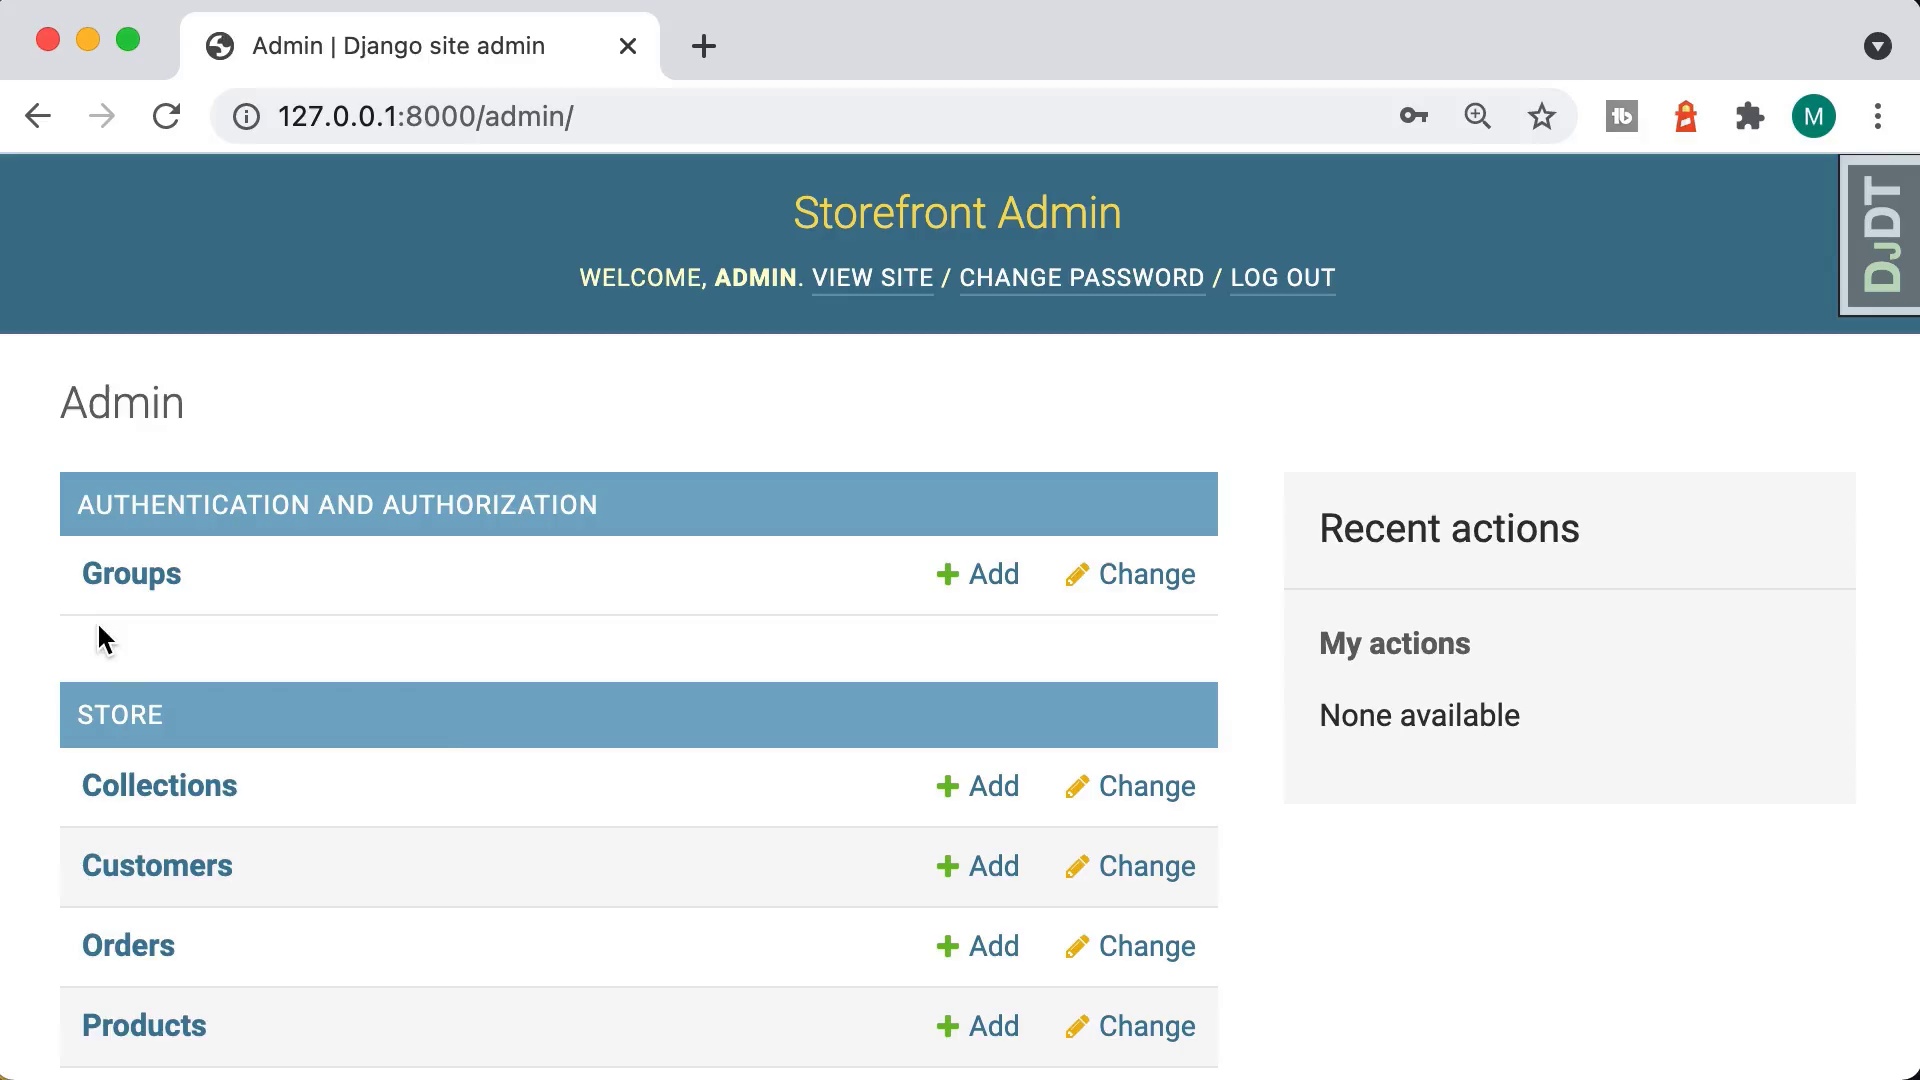 Admin | Django site admin
127.0.0.1:8000/admin/
M
Storefront Admin
WELCOME, ADMIN. VIEW SITE / CHANGE PASSWORD / LOG OUT
DJDT
Admin
AUTHENTICATION AND AUTHORIZATION
Groups Add Change
STORE
Collections Add Change
Customers Add Change
Orders Add Change
Products Add Change
Recent actions
My actions
None available